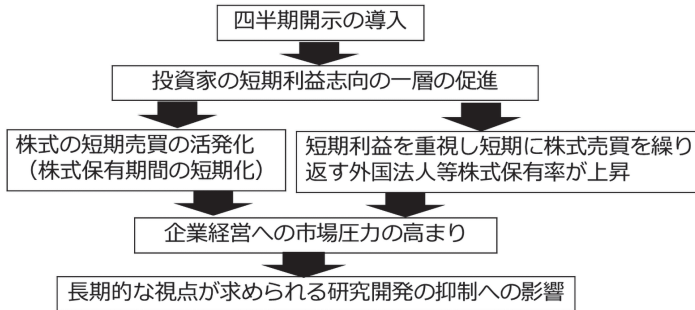 四半期開示の導入
投資家の短期利益志向の一層の促進
株式の短期売買の活発化
（株式保有期間の短期化）
短期利益を重視し短期に株式売買を繰り
返す外国法人等株式保有率が上昇
企業経営への市場圧力の高まり
長期的な視点が求められる研究開発の抑制への影響